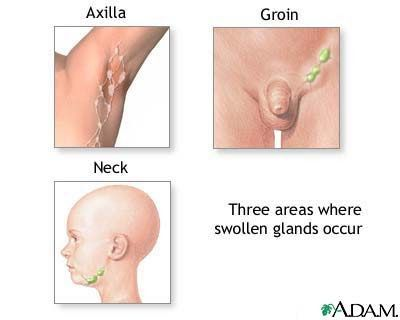 Axilla
Groin
Neck
Three areas where
swollen glands occur
A.D.A.M.